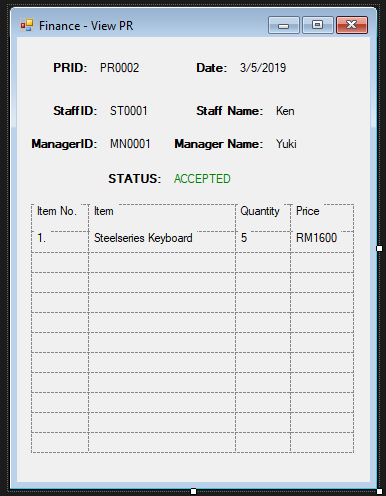 Finance - View PR
PRID: PR0002 Date: 3/5/2019
StaffID: ST0001 Staff Name: Ken
ManagerID: MN0001 Manager Name: Yuki
STATUS: ACCEPTED
Item No. Item Quantity Price
1. Steelseries Keyboard 5 RM1600